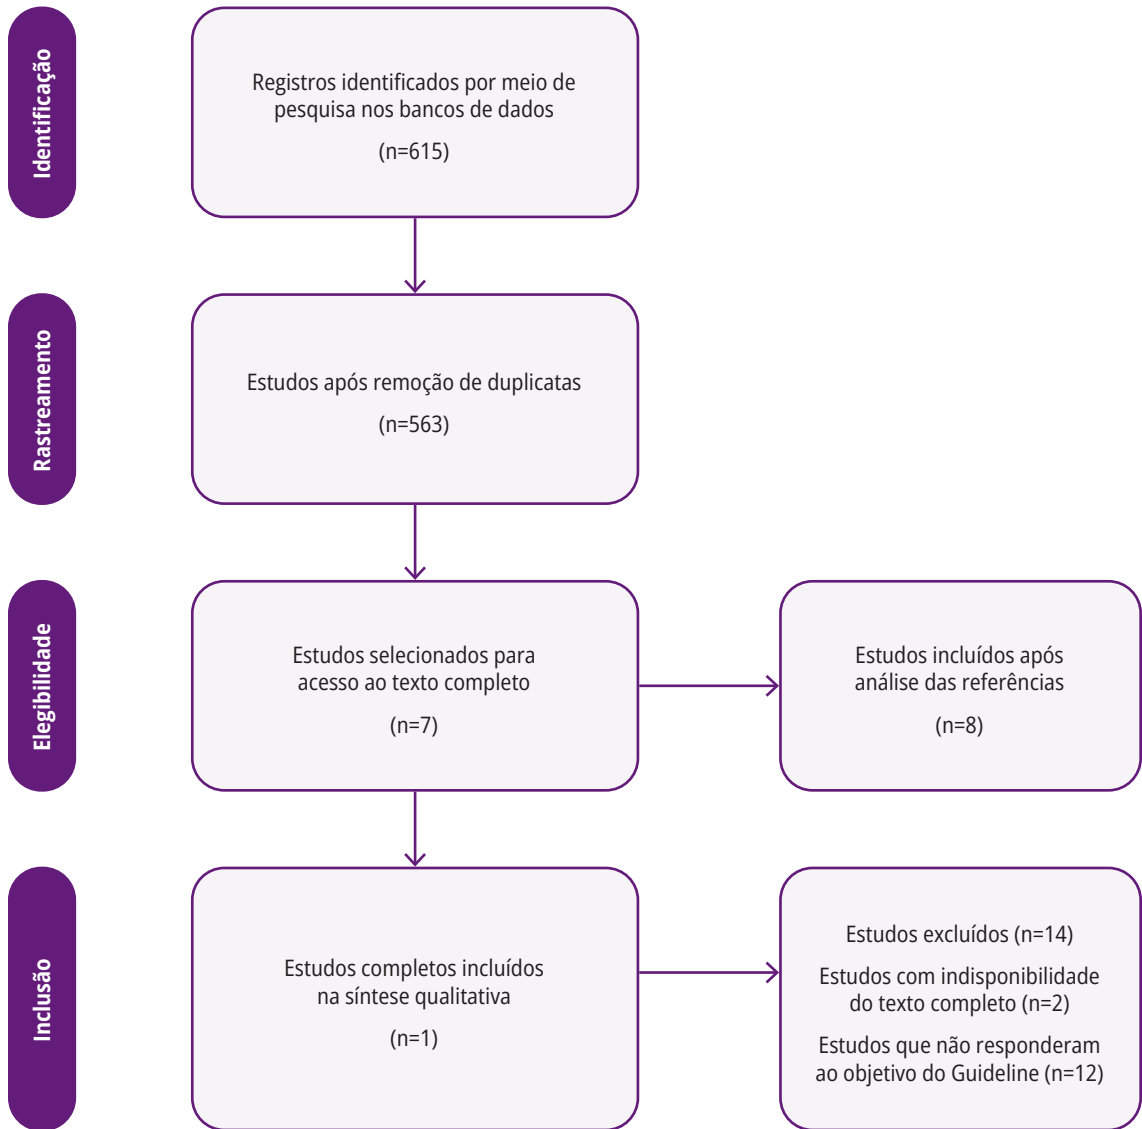 Identificação
Registros identificados por meio de
pesquisa nos bancos de dados
(n=615)
Rastreamento
Estudos após remoção de duplicatas
(n=563)
Elegibilidade
Estudos selecionados para
acesso ao texto completo
(n=7)
Estudos incluídos após
análise das referências
(n=8)
Inclusão
Estudos completos incluídos
na síntese qualitativa
(n=1)
Estudos excluídos (n=14)
Estudos com indisponibilidade
do texto completo (n=2)
Estudos que não responderam
ao objetivo do Guideline (n=12)